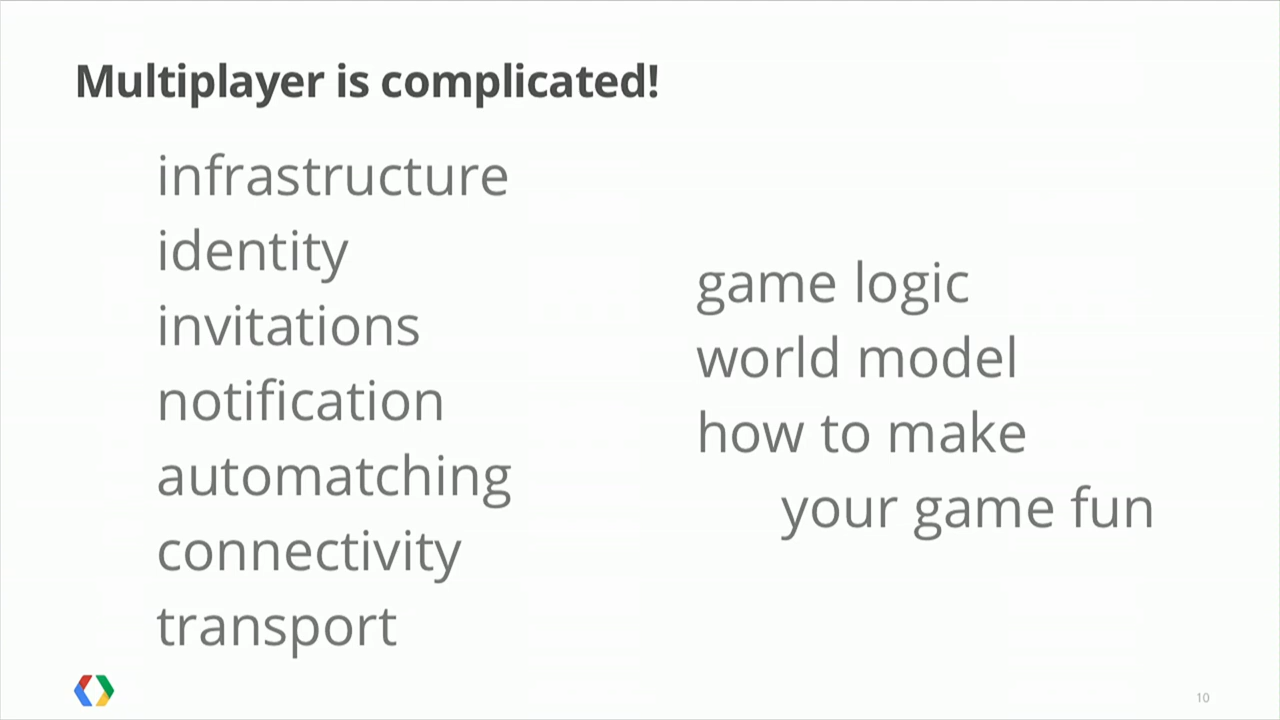 Multiplayer is complicated!
infrastructure
identity
invitations
notification
automatching
connectivity
transport
game logic
world model
how to make
your game fun
10